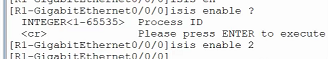 [R1-GigabitEthernet0/0/0]isis enable ?
  INTEGER<1-65535>  Process ID
  <cr>              Please press ENTER to execute
[R1-GigabitEthernet0/0/0]isis enable 2
[R1-GigabitEthernet0/0/0]